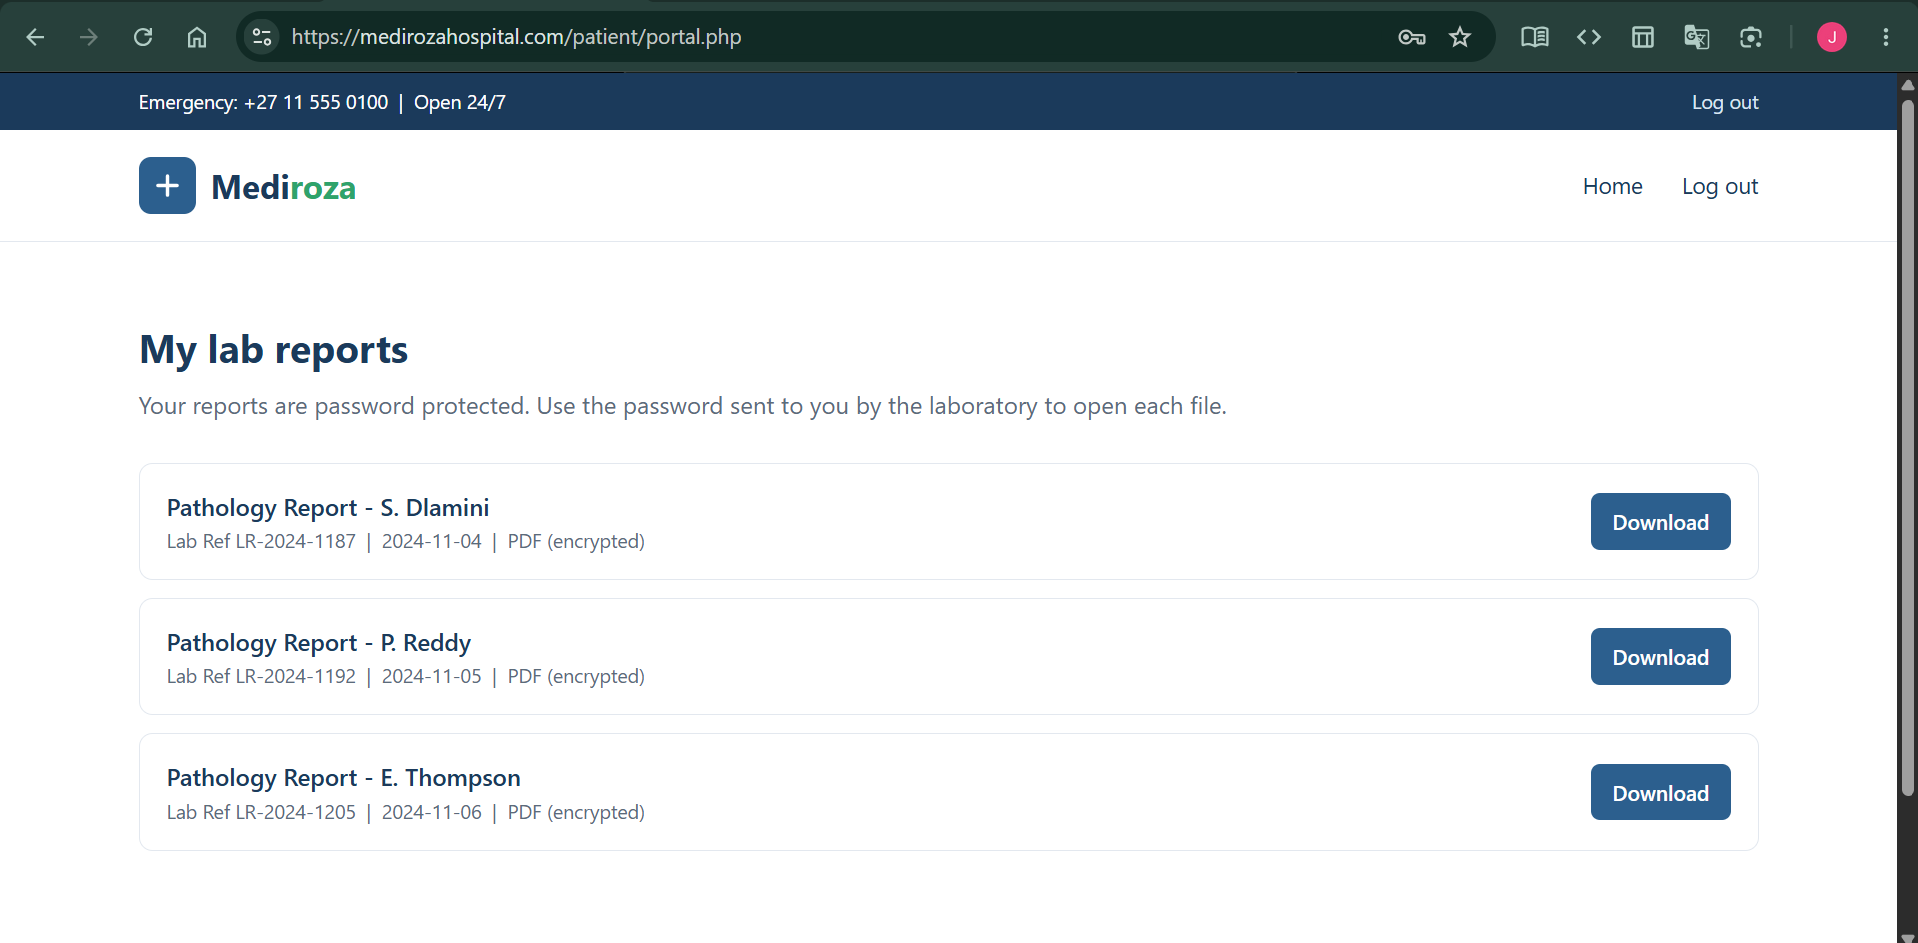 https://medirozahospital.com/patient/portal.php
J
Emergency: +27 11 555 0100 | Open 24/7
Log out
Mediroza
Home
Log out
My lab reports
Your reports are password protected. Use the password sent to you by the laboratory to open each file.
Pathology Report - S. Dlamini
Lab Ref LR-2024-1187 | 2024-11-04 | PDF (encrypted)
Download
Pathology Report - P. Reddy
Lab Ref LR-2024-1192 | 2024-11-05 | PDF (encrypted)
Download
Pathology Report - E. Thompson
Lab Ref LR-2024-1205 | 2024-11-06 | PDF (encrypted)
Download